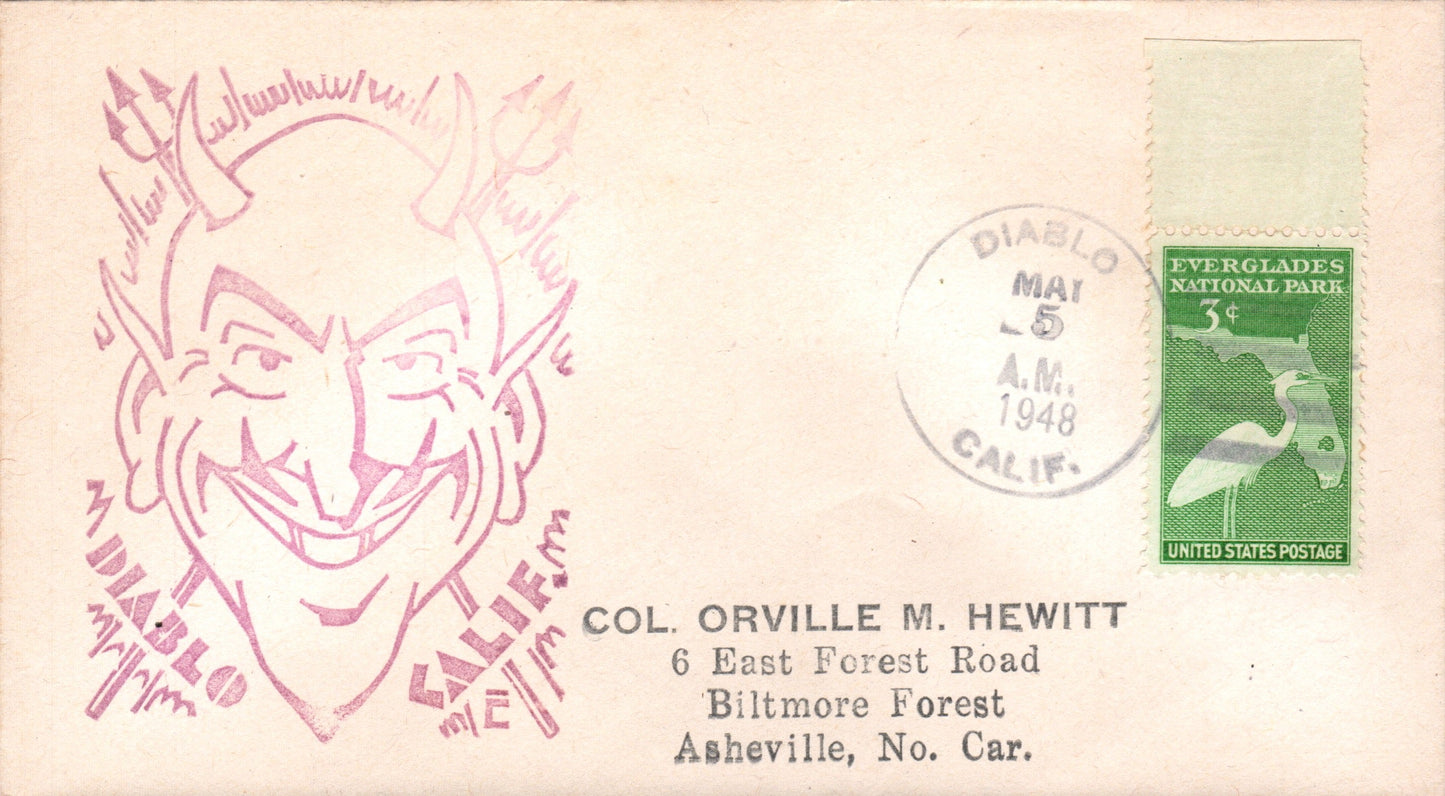 DIABLO
CALIF.
E
DIABLO
MAY
5
A.M.
1948
CALIF.
EVERGLADES
NATIONAL PARK
3¢
UNITED STATES POSTAGE
COL. ORVILLE M. HEWITT
6 East Forest Road
Biltmore Forest
Asheville, No. Car.